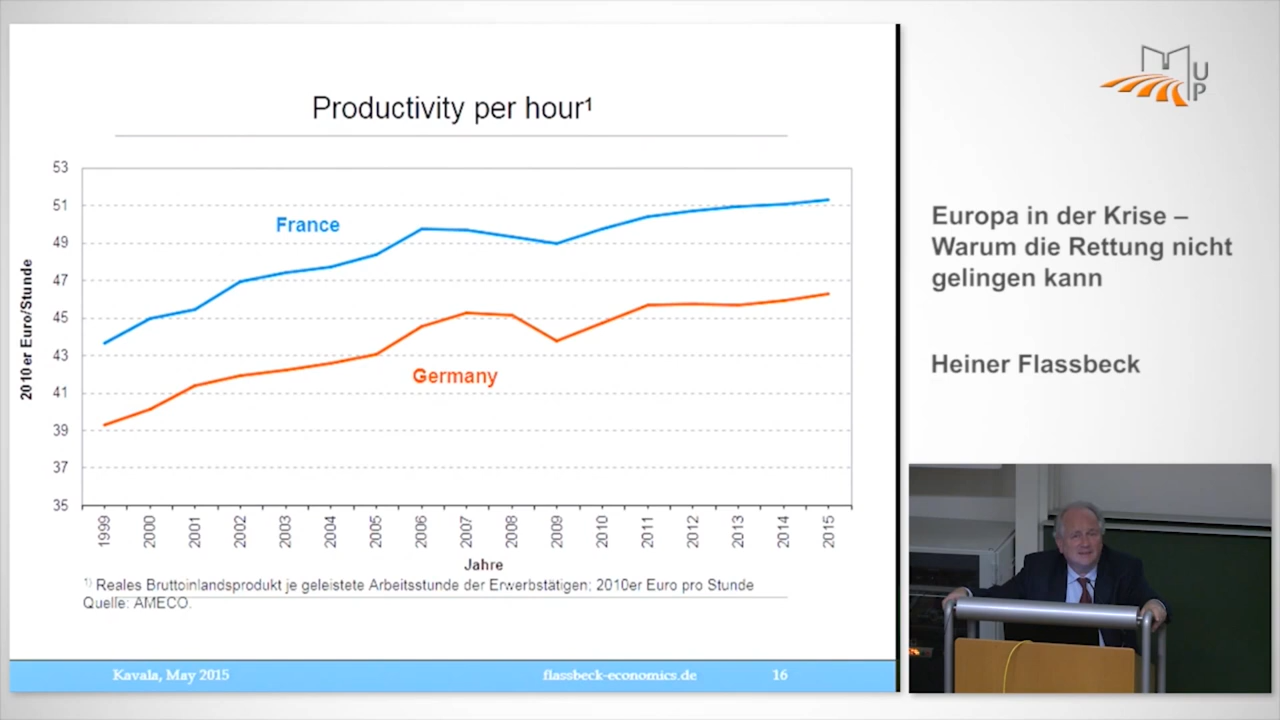 Productivity per hour¹
53
51
49
47
45
43
41
39
37
35
2010er Euro/Stunde
France
Germany
1999 2000 2001 2002 2003 2004 2005 2006 2007 2008 2009 2010 2011 2012 2013 2014 2015
Jahre
¹⁾ Reales Bruttoinlandsprodukt je geleistete Arbeitsstunde der Erwerbstätigen; 2010er Euro pro Stunde
Quelle: AMECO.
Kavala, May 2015 flassbeck-economics.de 16
MUP
Europa in der Krise –
Warum die Rettung nicht
gelingen kann
Heiner Flassbeck